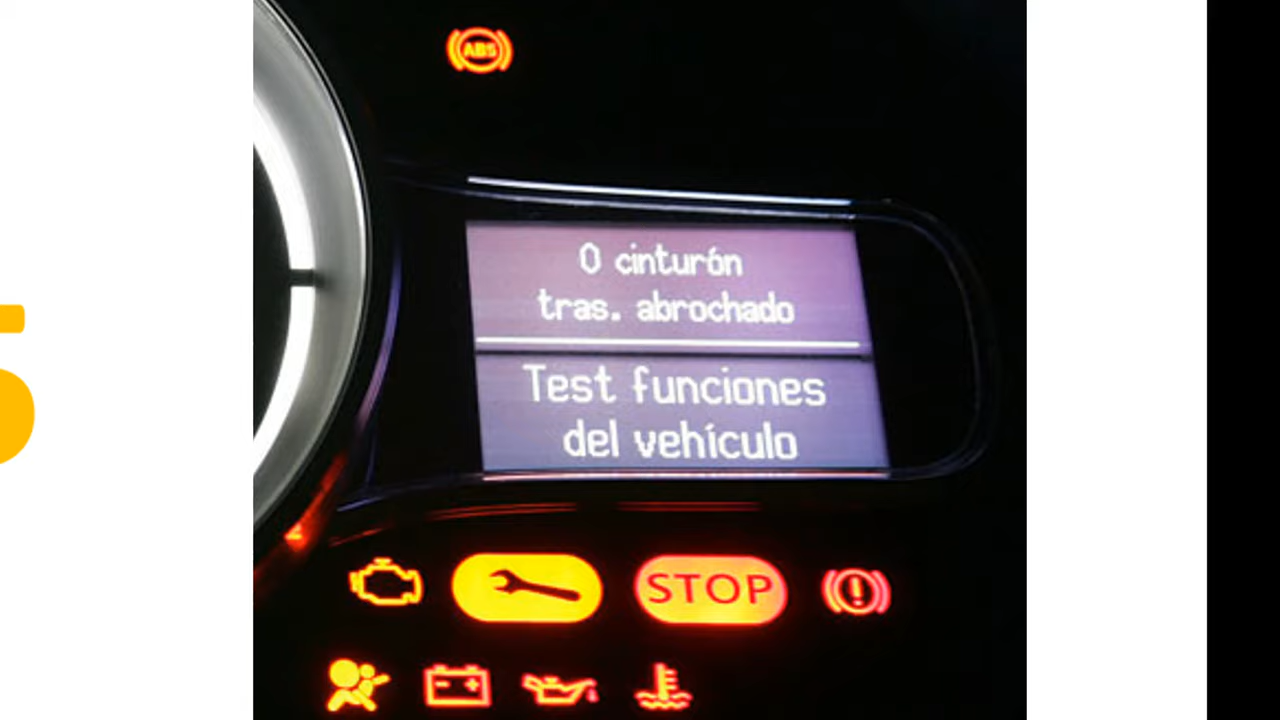 ABS
0 cinturón
tras. abrochado
Test funciones
del vehículo
STOP